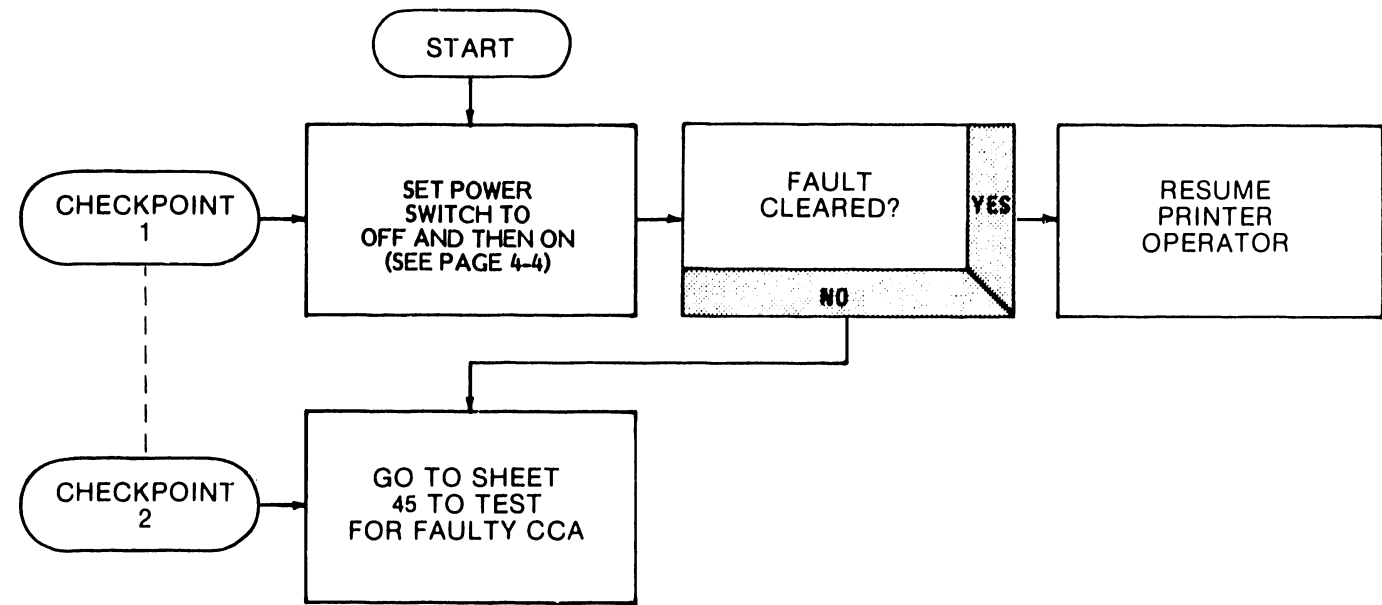 START
CHECKPOINT
1
SET POWER
SWITCH TO
OFF AND THEN ON
(SEE PAGE 4-4)
FAULT
CLEARED?
YES
NO
RESUME
PRINTER
OPERATOR
CHECKPOINT
2
GO TO SHEET
45 TO TEST
FOR FAULTY CCA